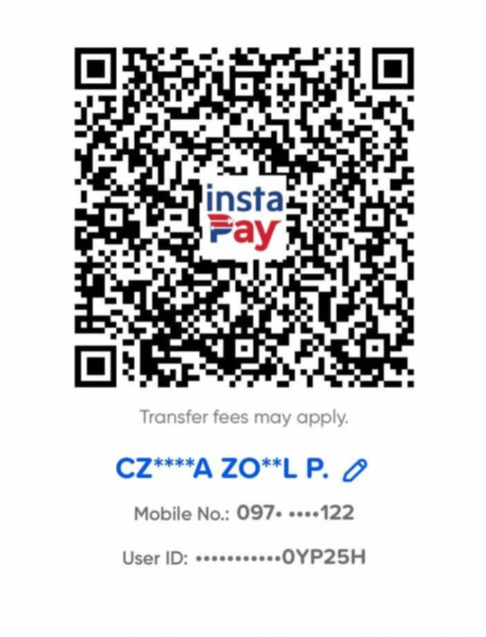 insta
Pay
Transfer fees may apply.
CZ****A ZO**L P.
Mobile No.: 097• ••••122
User ID: •••••••••••0YP25H